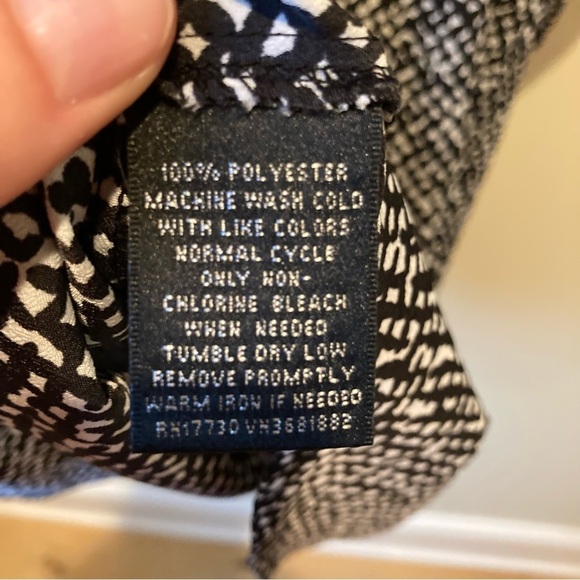 100% POLYESTER
MACHINE WASH COLD
WITH LIKE COLORS
NORMAL CYCLE
ONLY NON-
CHLORINE BLEACH
WHEN NEEDED
TUMBLE DRY LOW
REMOVE PROMPTLY
WARM IRON IF NEEDED
RN17730 VN3681882